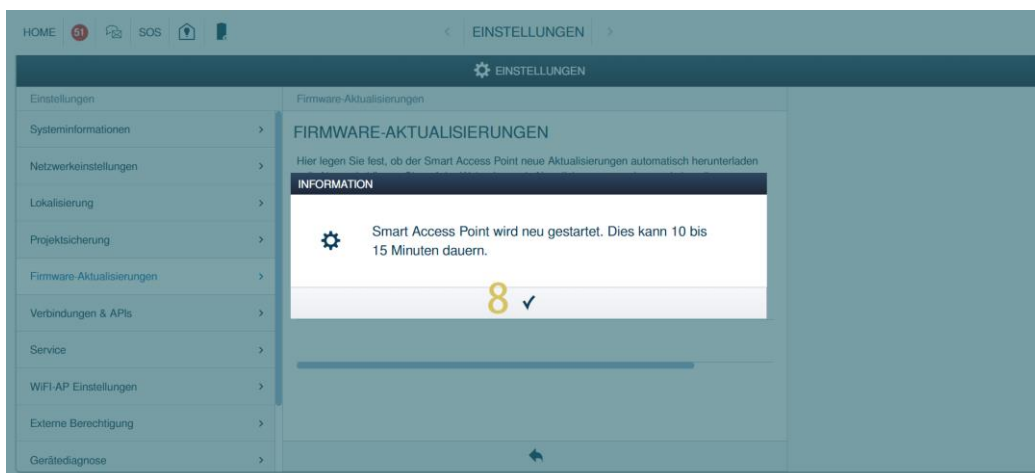 HOME 51 SOS < EINSTELLUNGEN >
EINSTELLUNGEN
Einstellungen
Firmware-Aktualisierungen
Systeminformationen
Netzwerkeinstellungen
Lokalisierung
Projektsicherung
Firmware-Aktualisierungen
Verbindungen & APIs
Service
WiFI-AP Einstellungen
Externe Berechtigung
Gerätediagnose
FIRMWARE-AKTUALISIERUNGEN
Hier legen Sie fest, ob der Smart Access Point neue Aktualisierungen automatisch herunterladen
INFORMATION
Smart Access Point wird neu gestartet. Dies kann 10 bis
15 Minuten dauern.
8